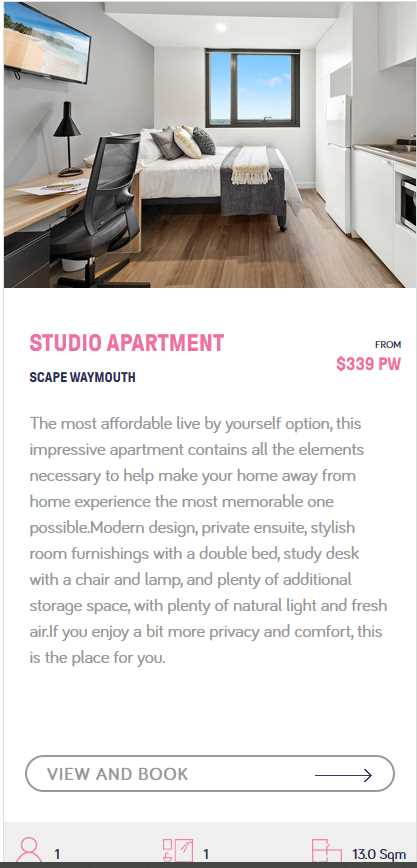 STUDIO APARTMENT
FROM
$339 PW
SCAPE WAYMOUTH
The most affordable live by yourself option, this
impressive apartment contains all the elements
necessary to help make your home away from
home experience the most memorable one
possible.Modern design, private ensuite, stylish
room furnishings with a double bed, study desk
with a chair and lamp, and plenty of additional
storage space, with plenty of natural light and fresh
air.If you enjoy a bit more privacy and comfort, this
is the place for you.
VIEW AND BOOK
1
1
13.0 Sqm